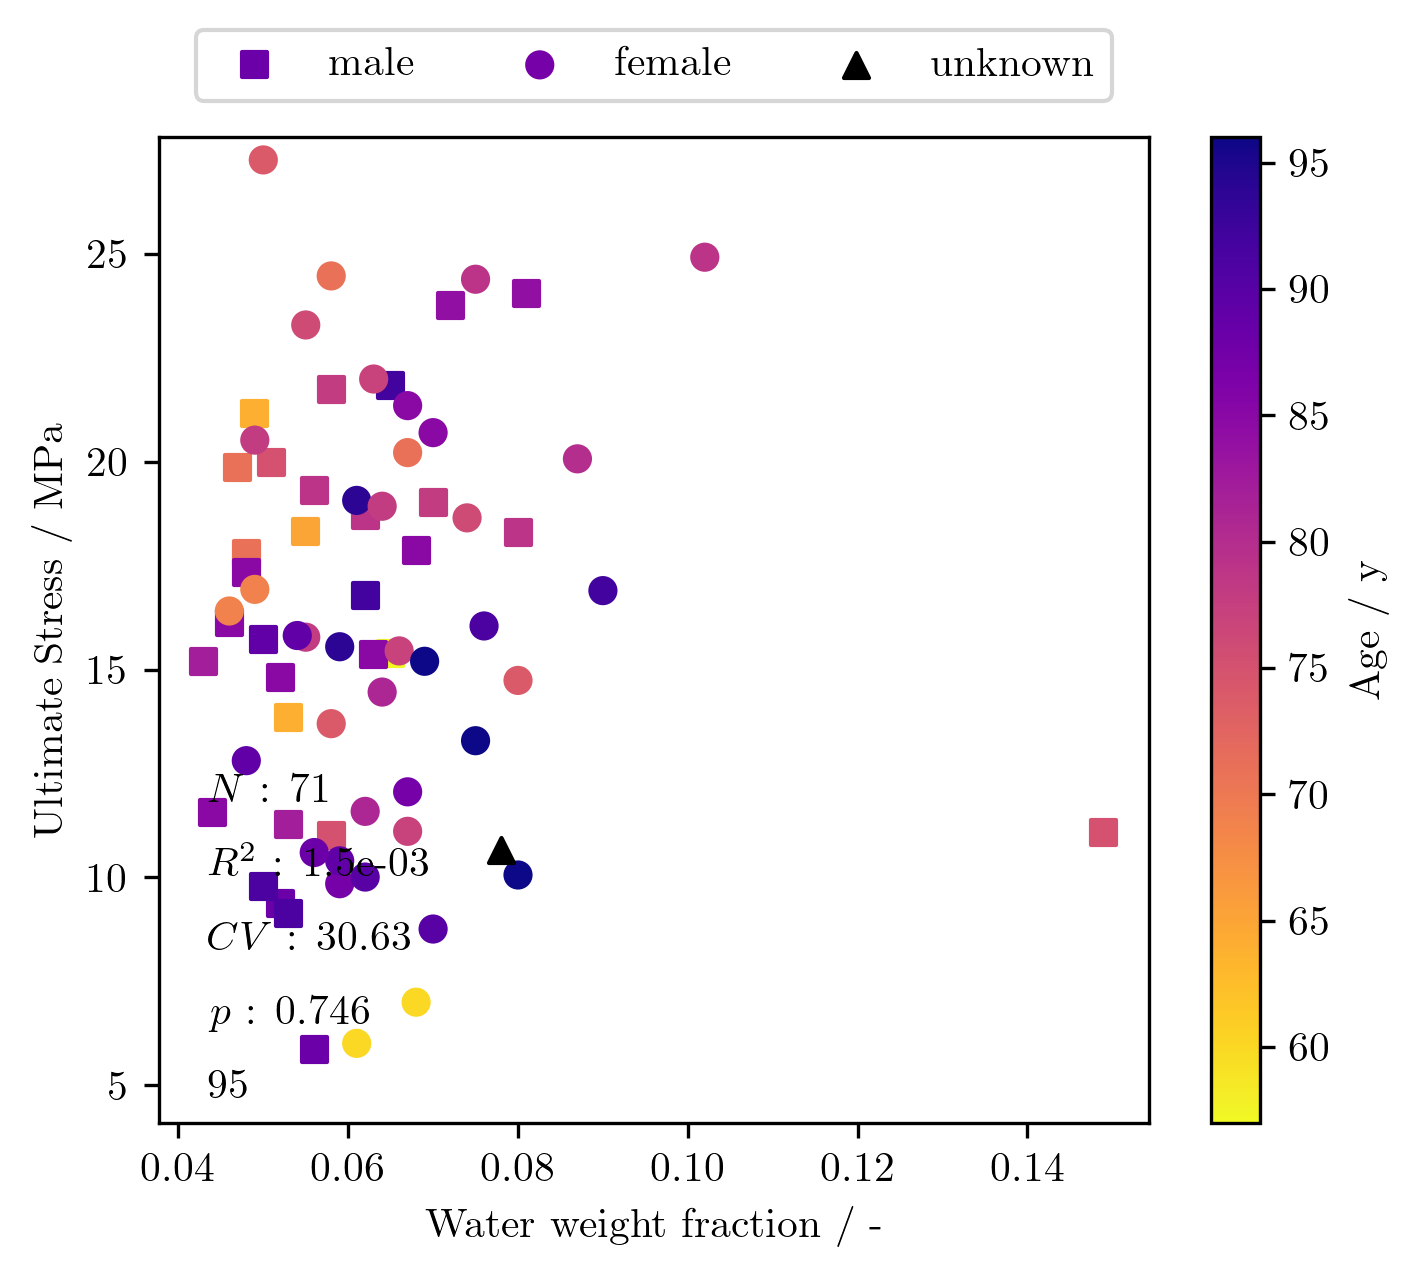 male female unknown
25
20
15
10
5
Ultimate Stress / MPa
N : 71
R² : 1.5e-03
CV : 30.63
p : 0.746
95
0.04 0.06 0.08 0.10 0.12 0.14
Water weight fraction / -
95
90
85
80
75
70
65
60
Age / y